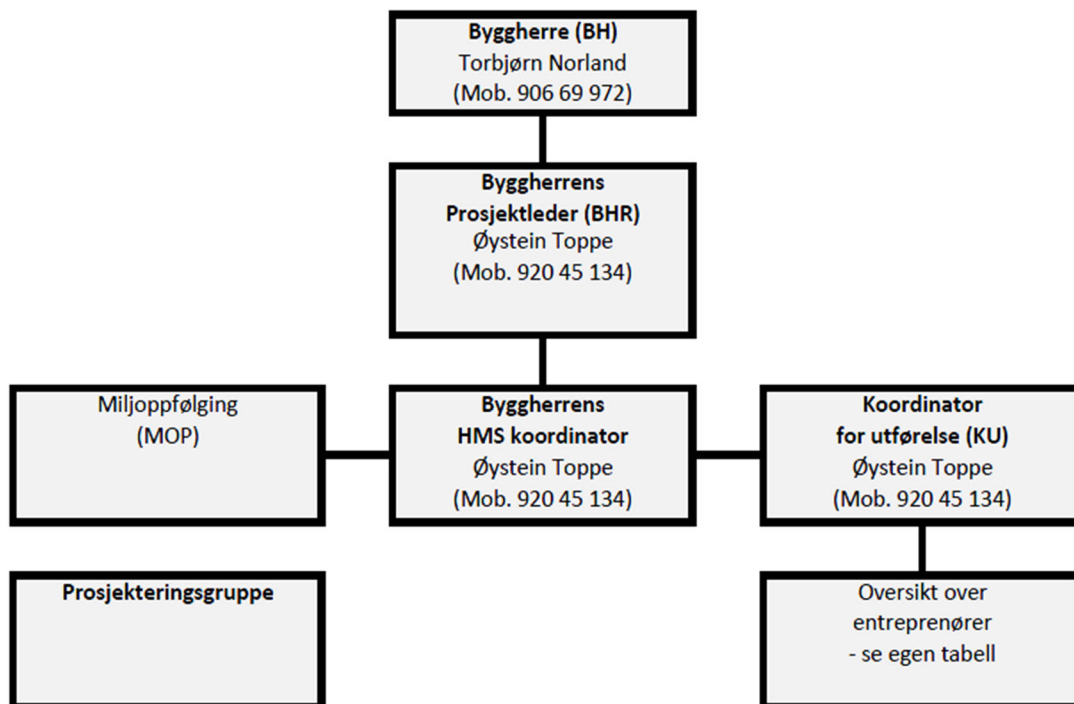 Byggherre (BH)
Torbjørn Norland
(Mob. 906 69 972)
Byggherrens
Prosjektleder (BHR)
Øystein Toppe
(Mob. 920 45 134)
Miljoppfølging
(MOP)
Byggherrens
HMS koordinator
Øystein Toppe
(Mob. 920 45 134)
Koordinator
for utførelse (KU)
Øystein Toppe
(Mob. 920 45 134)
Prosjekteringsgruppe
Oversikt over
entreprenører
- se egen tabell